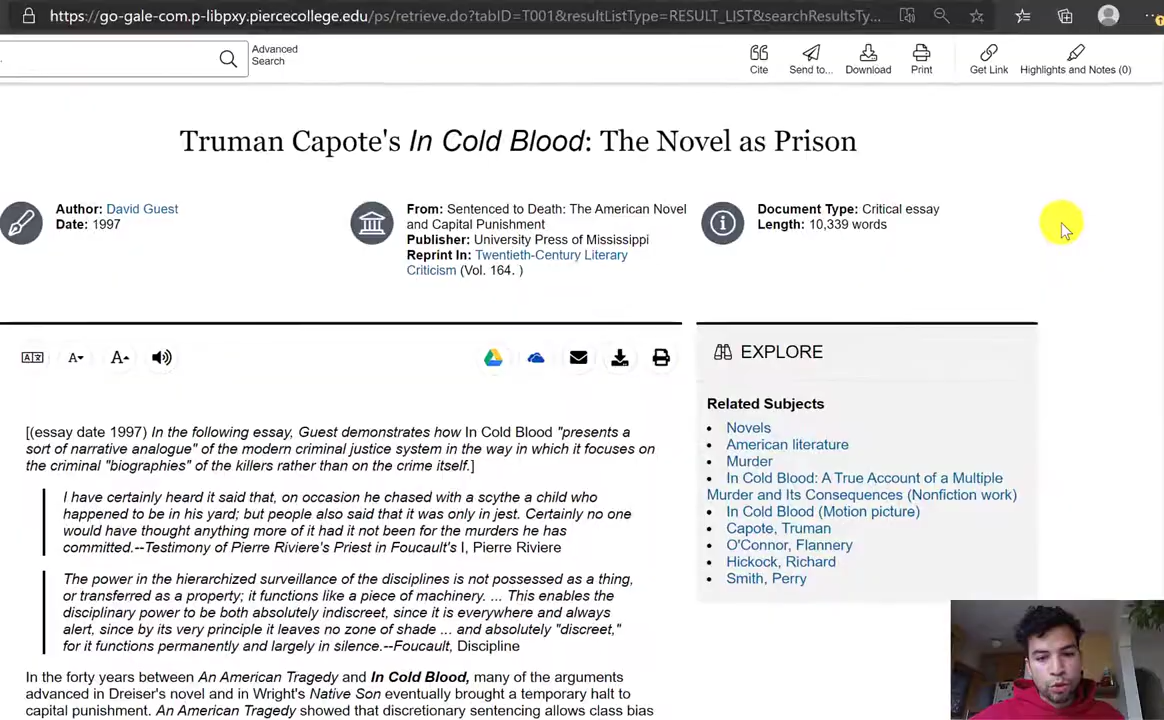 https://go-gale-com.p-libpxy.piercecollege.edu/ps/retrieve.do?tabID=T001&resultListType=RESULT_LIST&searchResultsTy...
Advanced
Search
Cite
Send to...
Download
Print
Get Link
Highlights and Notes (0)
Truman Capote's In Cold Blood: The Novel as Prison
Author: David Guest
Date: 1997
From: Sentenced to Death: The American Novel
and Capital Punishment
Publisher: University Press of Mississippi
Reprint In: Twentieth-Century Literary
Criticism (Vol. 164. )
Document Type: Critical essay
Length: 10,339 words
A
A
[(essay date 1997) In the following essay, Guest demonstrates how In Cold Blood "presents a
sort of narrative analogue" of the modern criminal justice system in the way in which it focuses on
the criminal "biographies" of the killers rather than on the crime itself.]
I have certainly heard it said that, on occasion he chased with a scythe a child who
happened to be in his yard; but people also said that it was only in jest. Certainly no one
would have thought anything more of it had it not been for the murders he has
committed.--Testimony of Pierre Riviere's Priest in Foucault's I, Pierre Riviere
The power in the hierarchized surveillance of the disciplines is not possessed as a thing,
or transferred as a property; it functions like a piece of machinery. ... This enables the
disciplinary power to be both absolutely indiscreet, since it is everywhere and always
alert, since by its very principle it leaves no zone of shade ... and absolutely "discreet,"
for it functions permanently and largely in silence.--Foucault, Discipline
In the forty years between An American Tragedy and In Cold Blood, many of the arguments
advanced in Dreiser's novel and in Wright's Native Son eventually brought a temporary halt to
capital punishment. An American Tragedy showed that discretionary sentencing allows class bias
EXPLORE
Related Subjects
• Novels
• American literature
• Murder
• In Cold Blood: A True Account of a Multiple
Murder and Its Consequences (Nonfiction work)
• In Cold Blood (Motion picture)
• Capote, Truman
• O'Connor, Flannery
• Hickock, Richard
• Smith, Perry